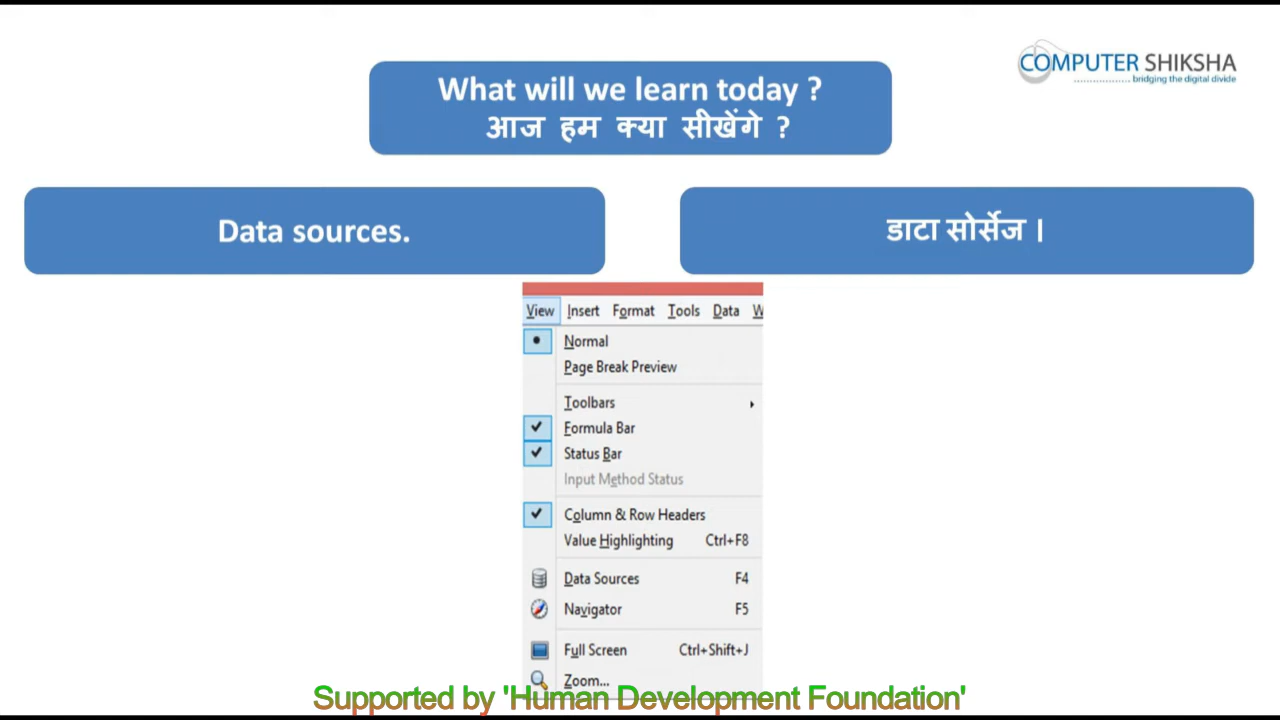 COMPUTER SHIKSHA
bridging the digital divide
What will we learn today ?
आज हम क्या सीखेंगे ?
Data sources.
डाटा सोर्सेज ।
View Insert Format Tools Data W
Normal
Page Break Preview
Toolbars
Formula Bar
Status Bar
Input Method Status
Column & Row Headers
Value Highlighting Ctrl+F8
Data Sources F4
Navigator F5
Full Screen Ctrl+Shift+J
Zoom...
Supported by 'Human Development Foundation'